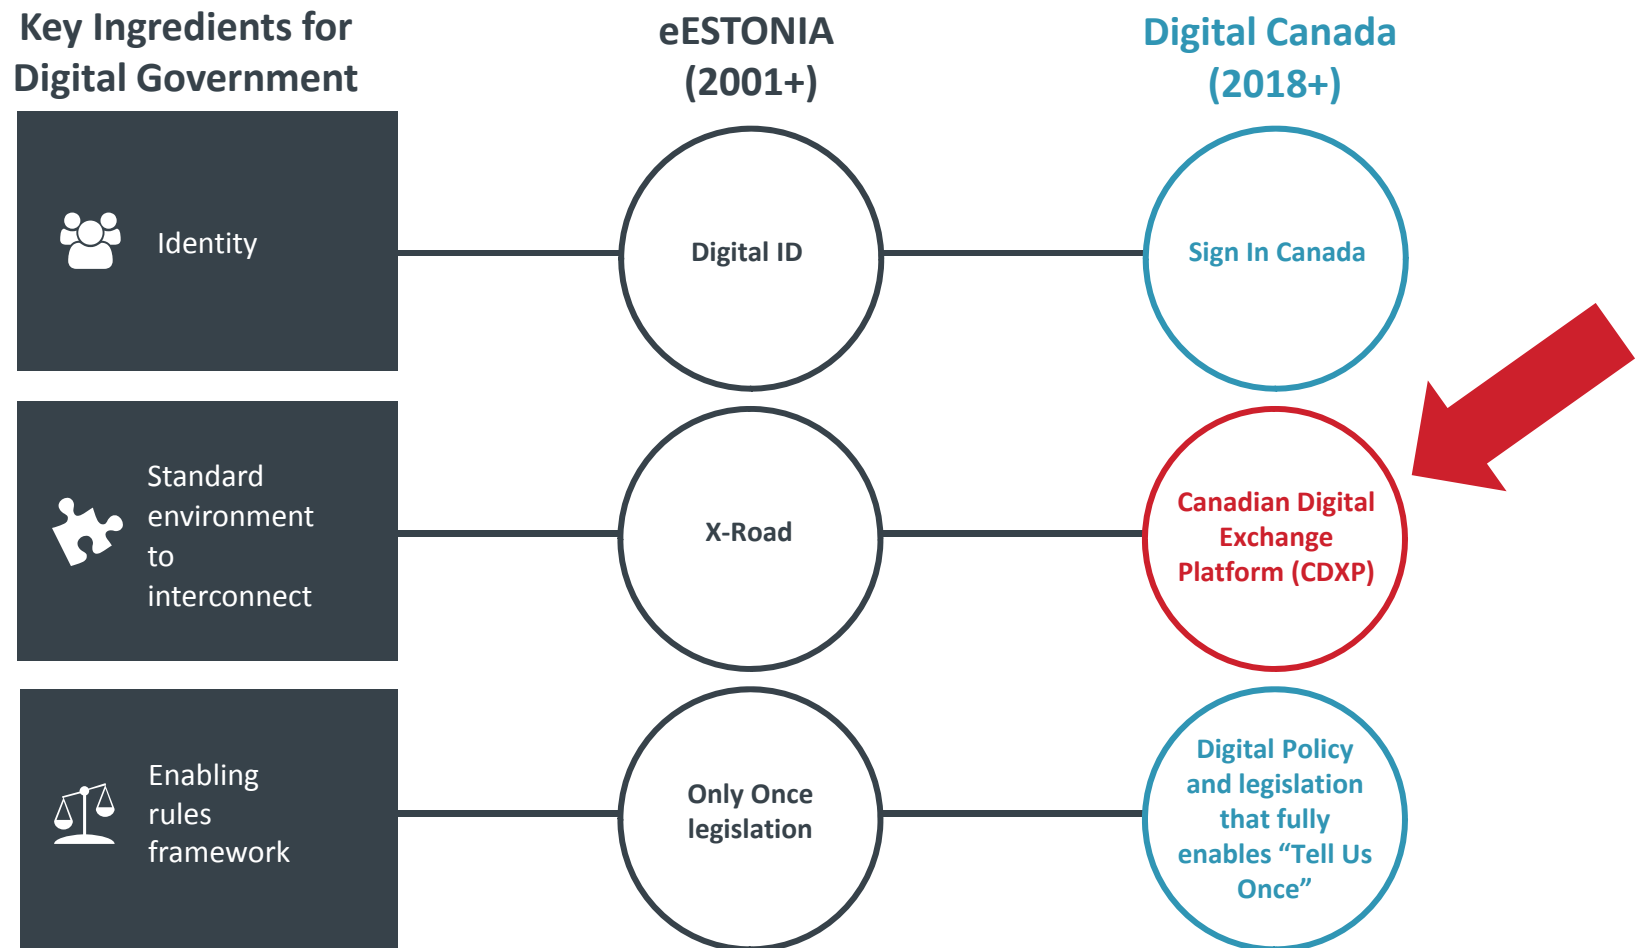 Key Ingredients for
Digital Government
eESTONIA
(2001+)
Digital Canada
(2018+)
Identity
Digital ID
Sign In Canada
Standard
environment
to
interconnect
X-Road
Canadian Digital
Exchange
Platform (CDXP)
Enabling
rules
framework
Only Once
legislation
Digital Policy
and legislation
that fully
enables “Tell Us
Once”